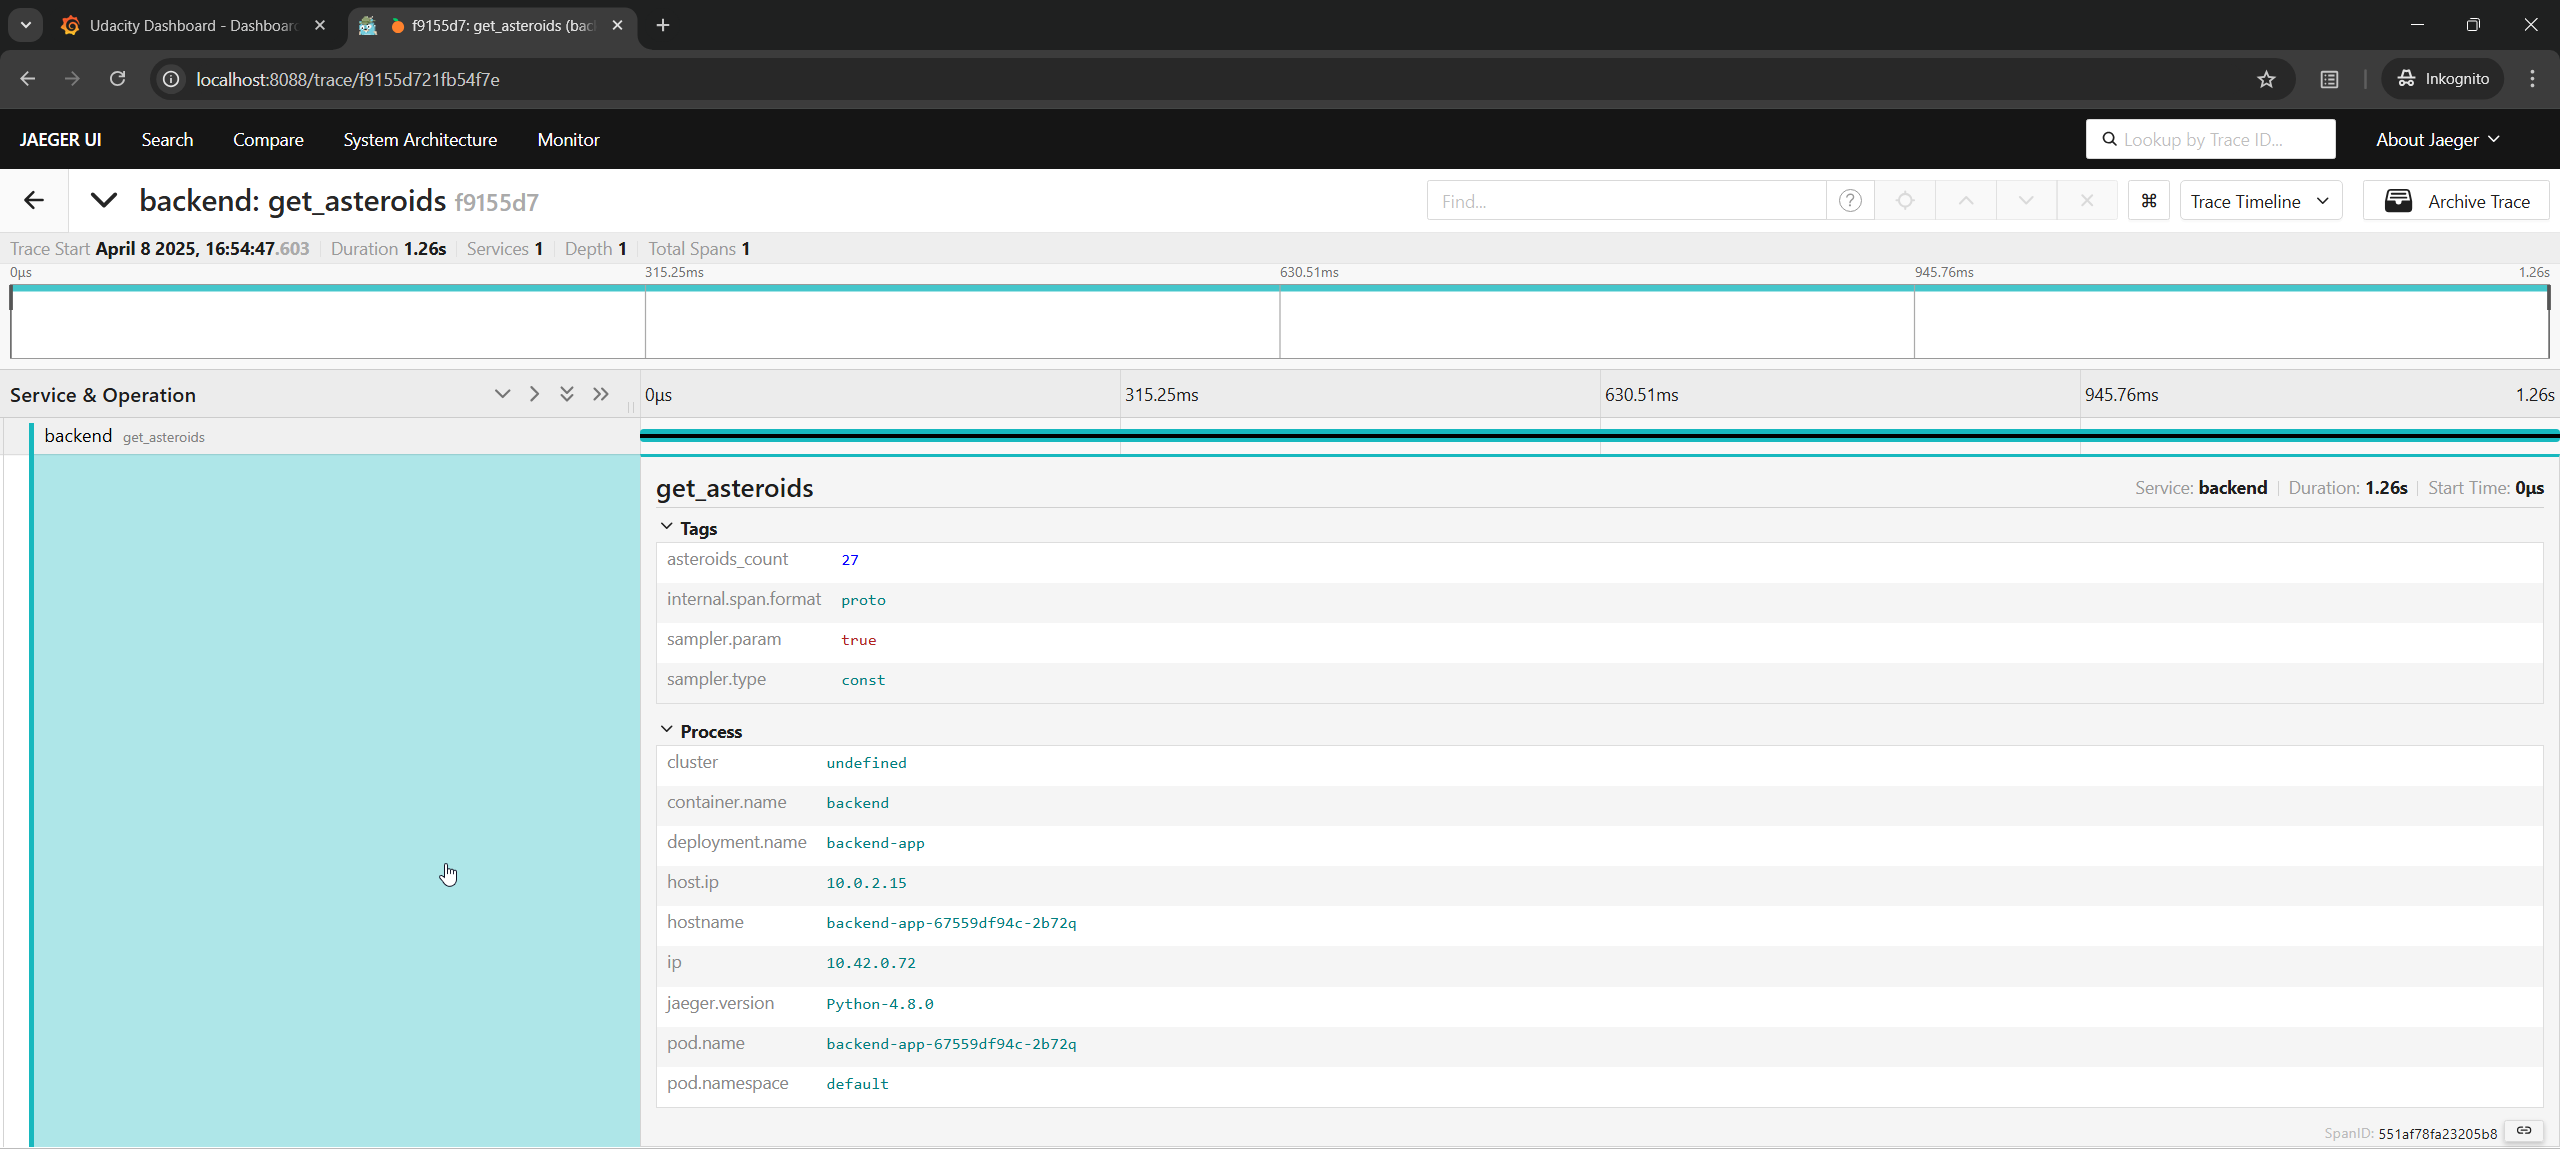 Udacity Dashboard - Dashboar
f9155d7: get_asteroids (bac
localhost:8088/trace/f9155d721fb54f7e
Inkognito
JAEGER UI Search Compare System Architecture Monitor
Lookup by Trace ID...
About Jaeger
backend: get_asteroids f9155d7
Find...
Trace Timeline
Archive Trace
Trace Start April 8 2025, 16:54:47.603 Duration 1.26s Services 1 Depth 1 Total Spans 1
0μs 315.25ms 630.51ms 945.76ms 1.26s
Service & Operation
0μs 315.25ms 630.51ms 945.76ms 1.26s
backend get_asteroids
get_asteroids
Service: backend Duration: 1.26s Start Time: 0μs
Tags
asteroids_count 27
internal.span.format proto
sampler.param true
sampler.type const
Process
cluster undefined
container.name backend
deployment.name backend-app
host.ip 10.0.2.15
hostname backend-app-67559df94c-2b72q
ip 10.42.0.72
jaeger.version Python-4.8.0
pod.name backend-app-67559df94c-2b72q
pod.namespace default
SpanID: 551af78fa23205b8